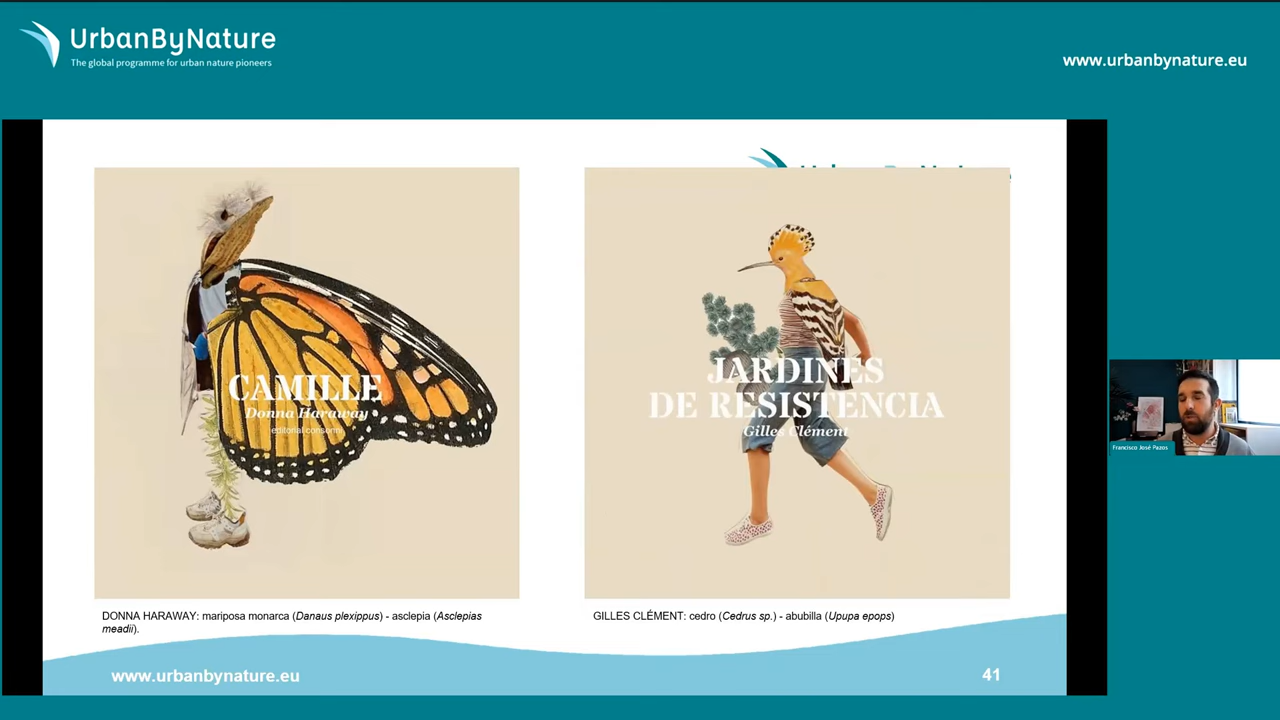 UrbanByNature
The global programme for urban nature pioneers
www.urbanbynature.eu
CAMILLE
Donna Haraway
editorial consonni
JARDINES
DE RESISTENCIA
Gilles Clément
DONNA HARAWAY: mariposa monarca (Danaus plexippus) - asclepia (Asclepias
meadii).
GILLES CLÉMENT: cedro (Cedrus sp.) - abubilla (Upupa epops)
Francisco José Pazos
www.urbanbynature.eu
41